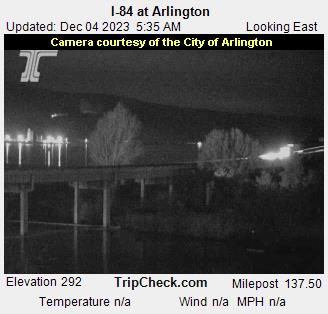 I-84 at Arlington
Updated: Dec 04 2023 5:35 AM Looking East
Camera courtesy of the City of Arlington
Elevation 292 TripCheck.com Milepost 137.50
Temperature n/a Wind n/a MPH n/a